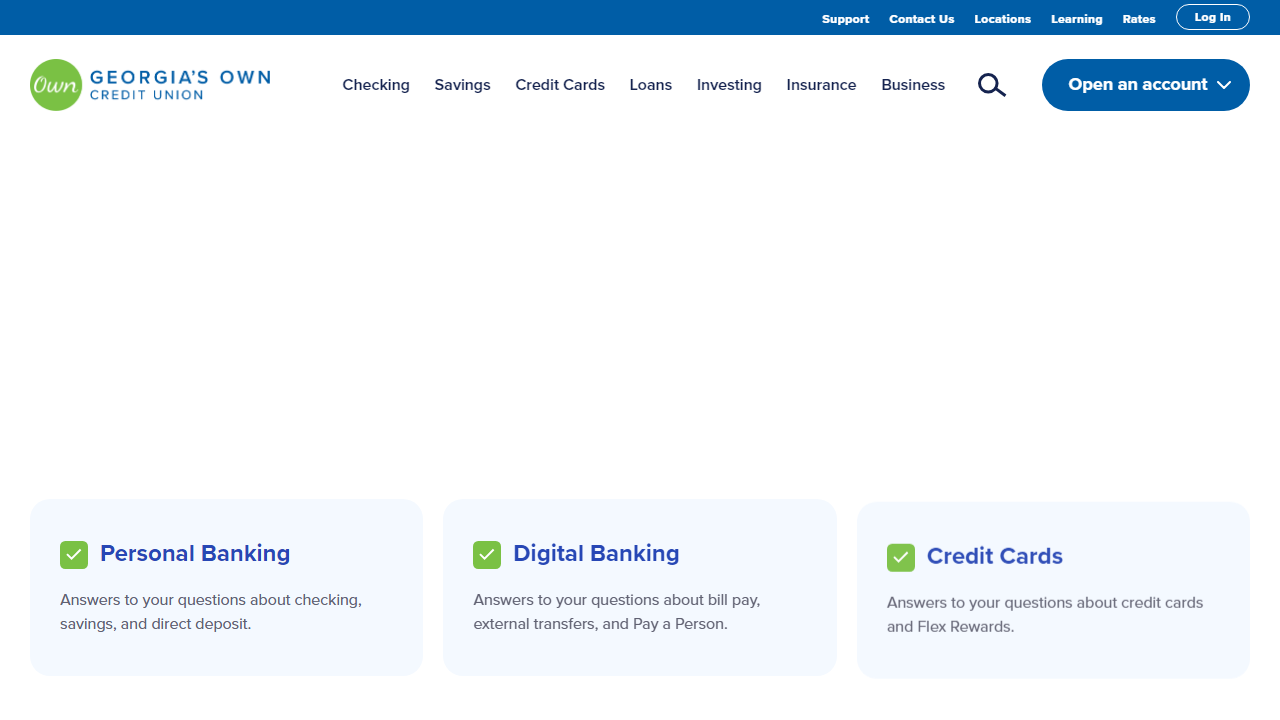 Support Contact Us Locations Learning Rates Log In
Own GEORGIA'S OWN
CREDIT UNION
Checking Savings Credit Cards Loans Investing Insurance Business Open an account
Personal Banking
Answers to your questions about checking,
savings, and direct deposit.
Digital Banking
Answers to your questions about bill pay,
external transfers, and Pay a Person.
Credit Cards
Answers to your questions about credit cards
and Flex Rewards.